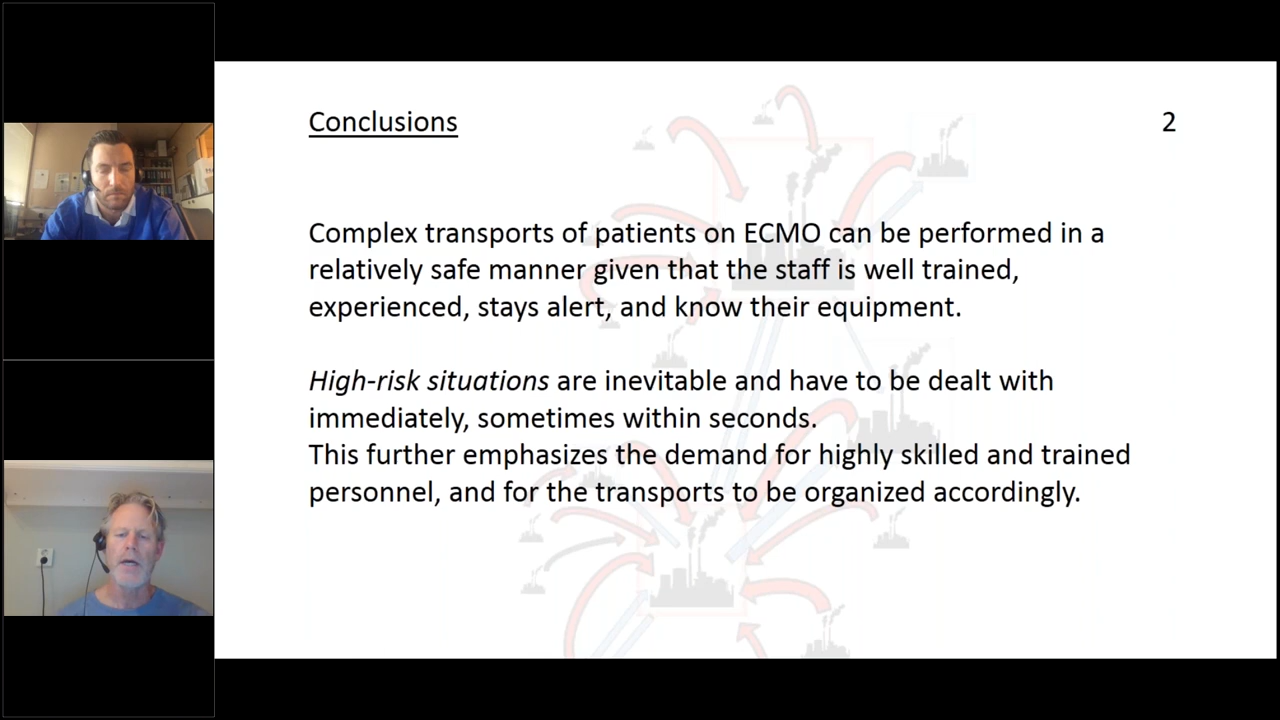 Conclusions
2
Complex transports of patients on ECMO can be performed in a
relatively safe manner given that the staff is well trained,
experienced, stays alert, and know their equipment.
High-risk situations are inevitable and have to be dealt with
immediately, sometimes within seconds.
This further emphasizes the demand for highly skilled and trained
personnel, and for the transports to be organized accordingly.